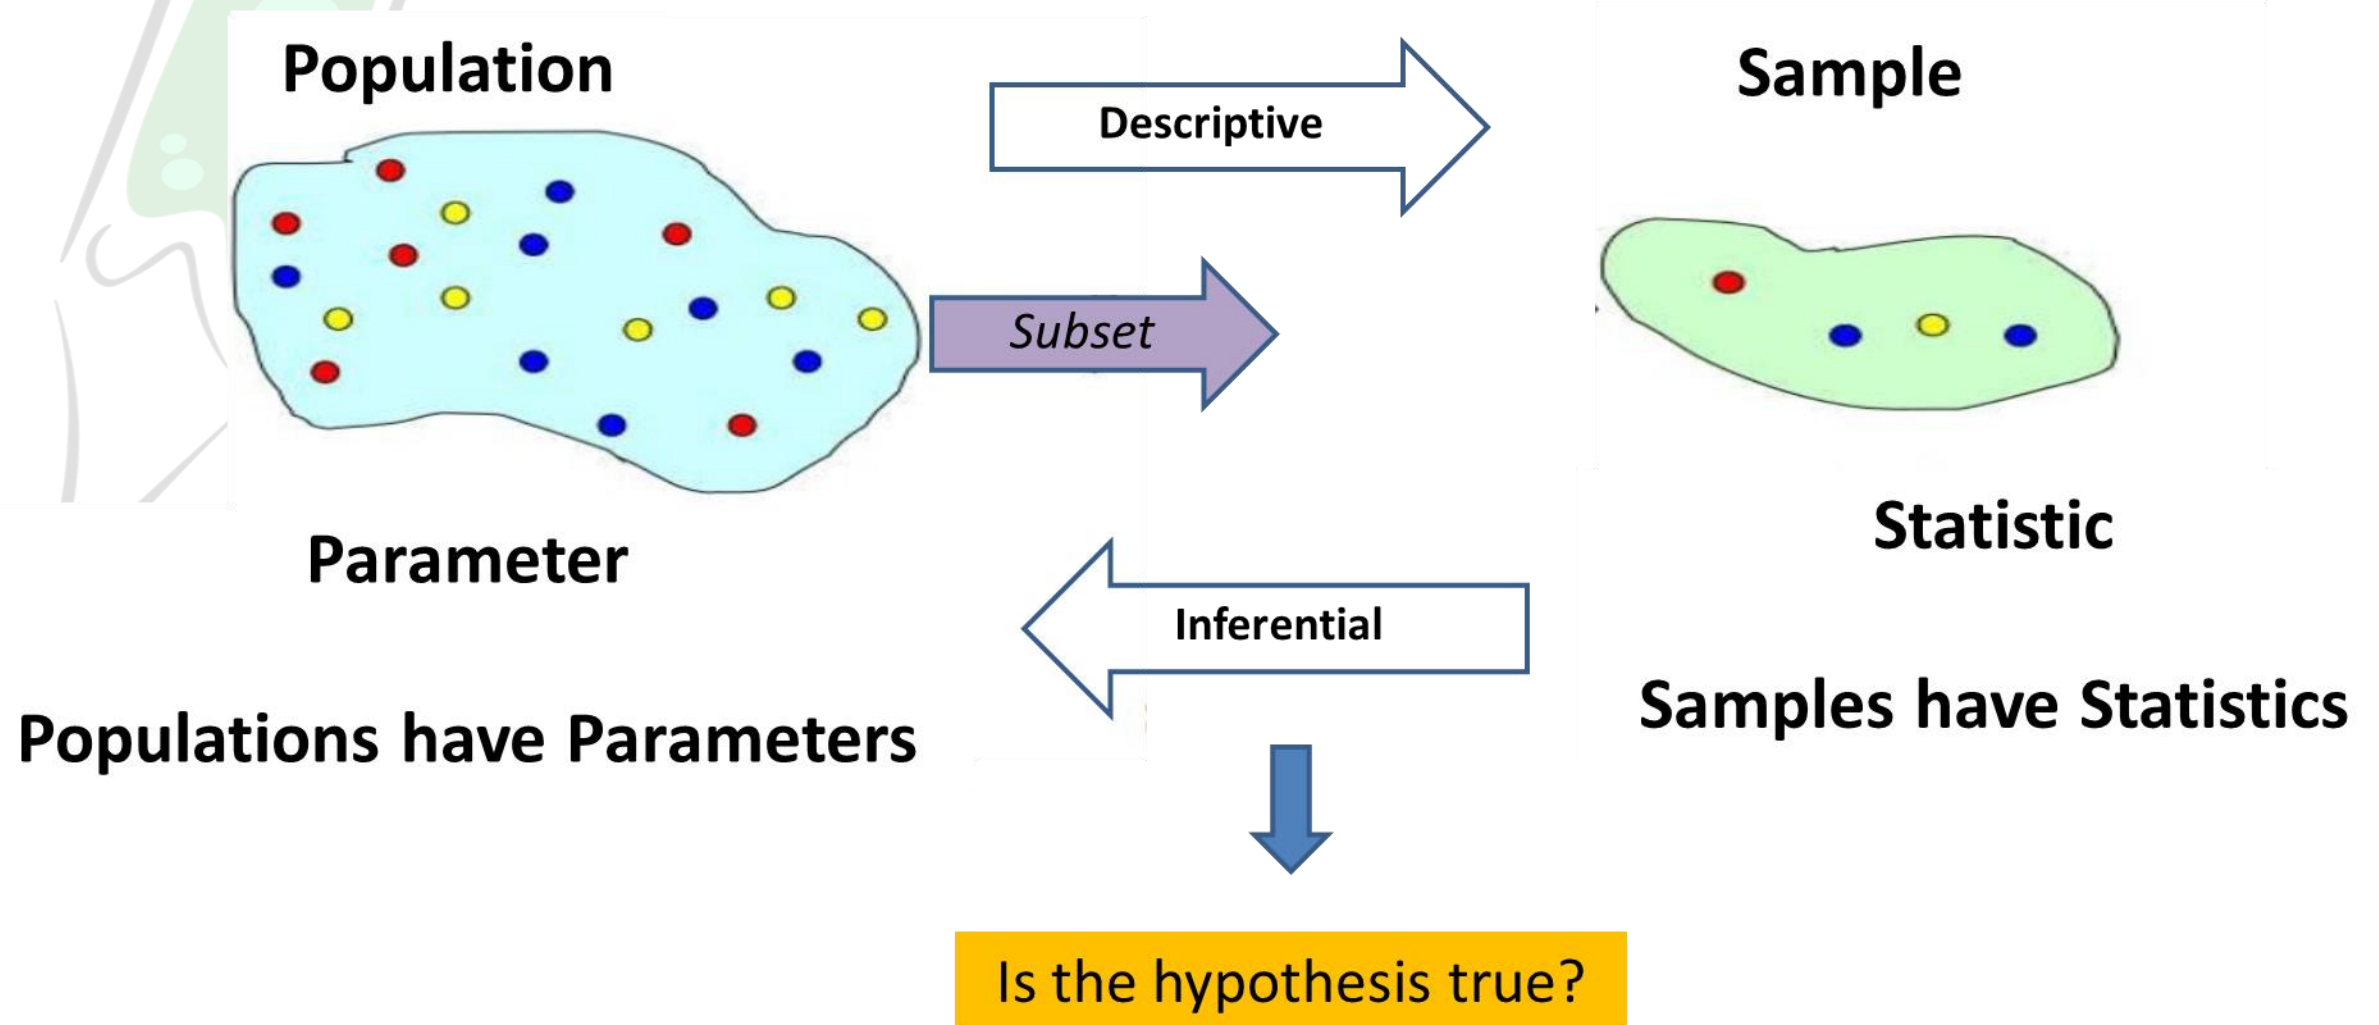 Population
Descriptive
Sample
Subset
Parameter
Statistic
Inferential
Populations have Parameters
Samples have Statistics
Is the hypothesis true?